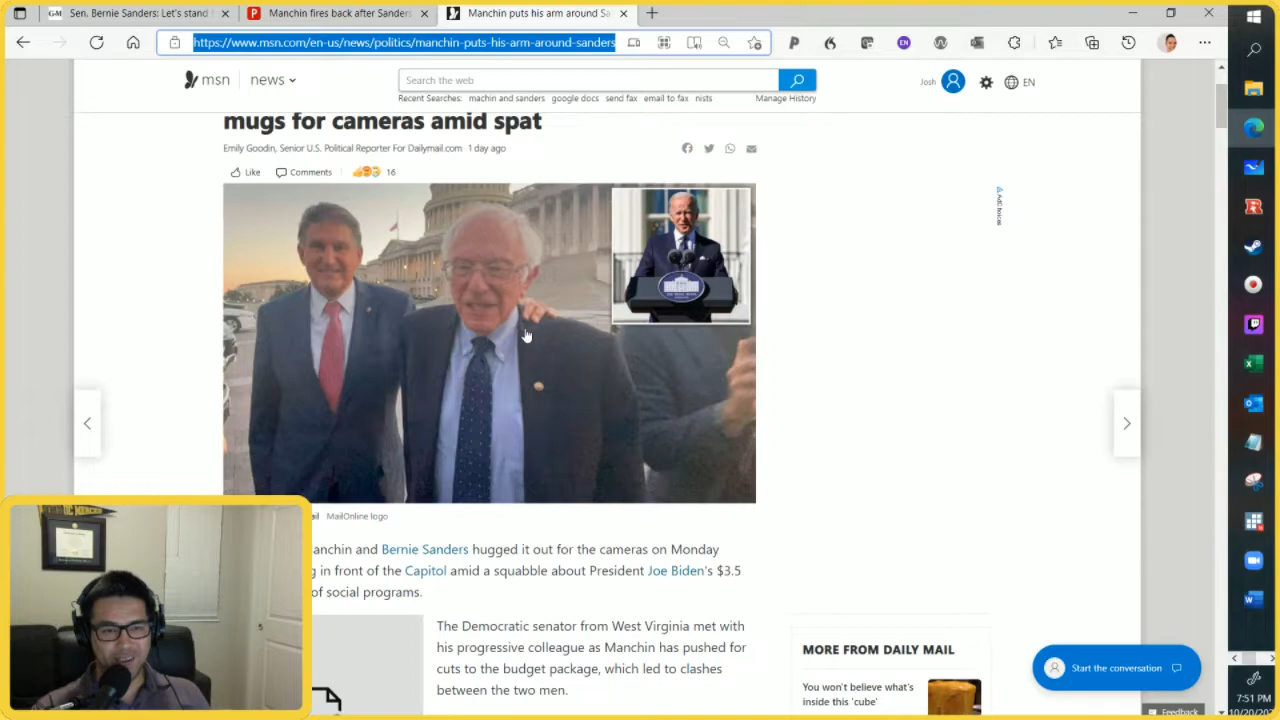 Sen. Bernie Sanders: Let's stand
Manchin fires back after Sanders
Manchin puts his arm around Sa
https://www.msn.com/en-us/news/politics/manchin-puts-his-arm-around-sanders
msn news
Search the web
Josh
EN
Recent Searches: machin and sanders google docs send fax email to fax nists Manage History
mugs for cameras amid spat
Emily Goodin, Senior U.S. Political Reporter For Dailymail.com · 1 day ago
Like Comments 16
AdChoices
ail MailOnline logo
anchin and Bernie Sanders hugged it out for the cameras on Monday
g in front of the Capitol amid a squabble about President Joe Biden's $3.5
of social programs.
The Democratic senator from West Virginia met with
his progressive colleague as Manchin has pushed for
cuts to the budget package, which led to clashes
between the two men.
MORE FROM DAILY MAIL
You won't believe what's
inside this 'cube'
Start the conversation
Feedback
7:51 PM
10/20/20